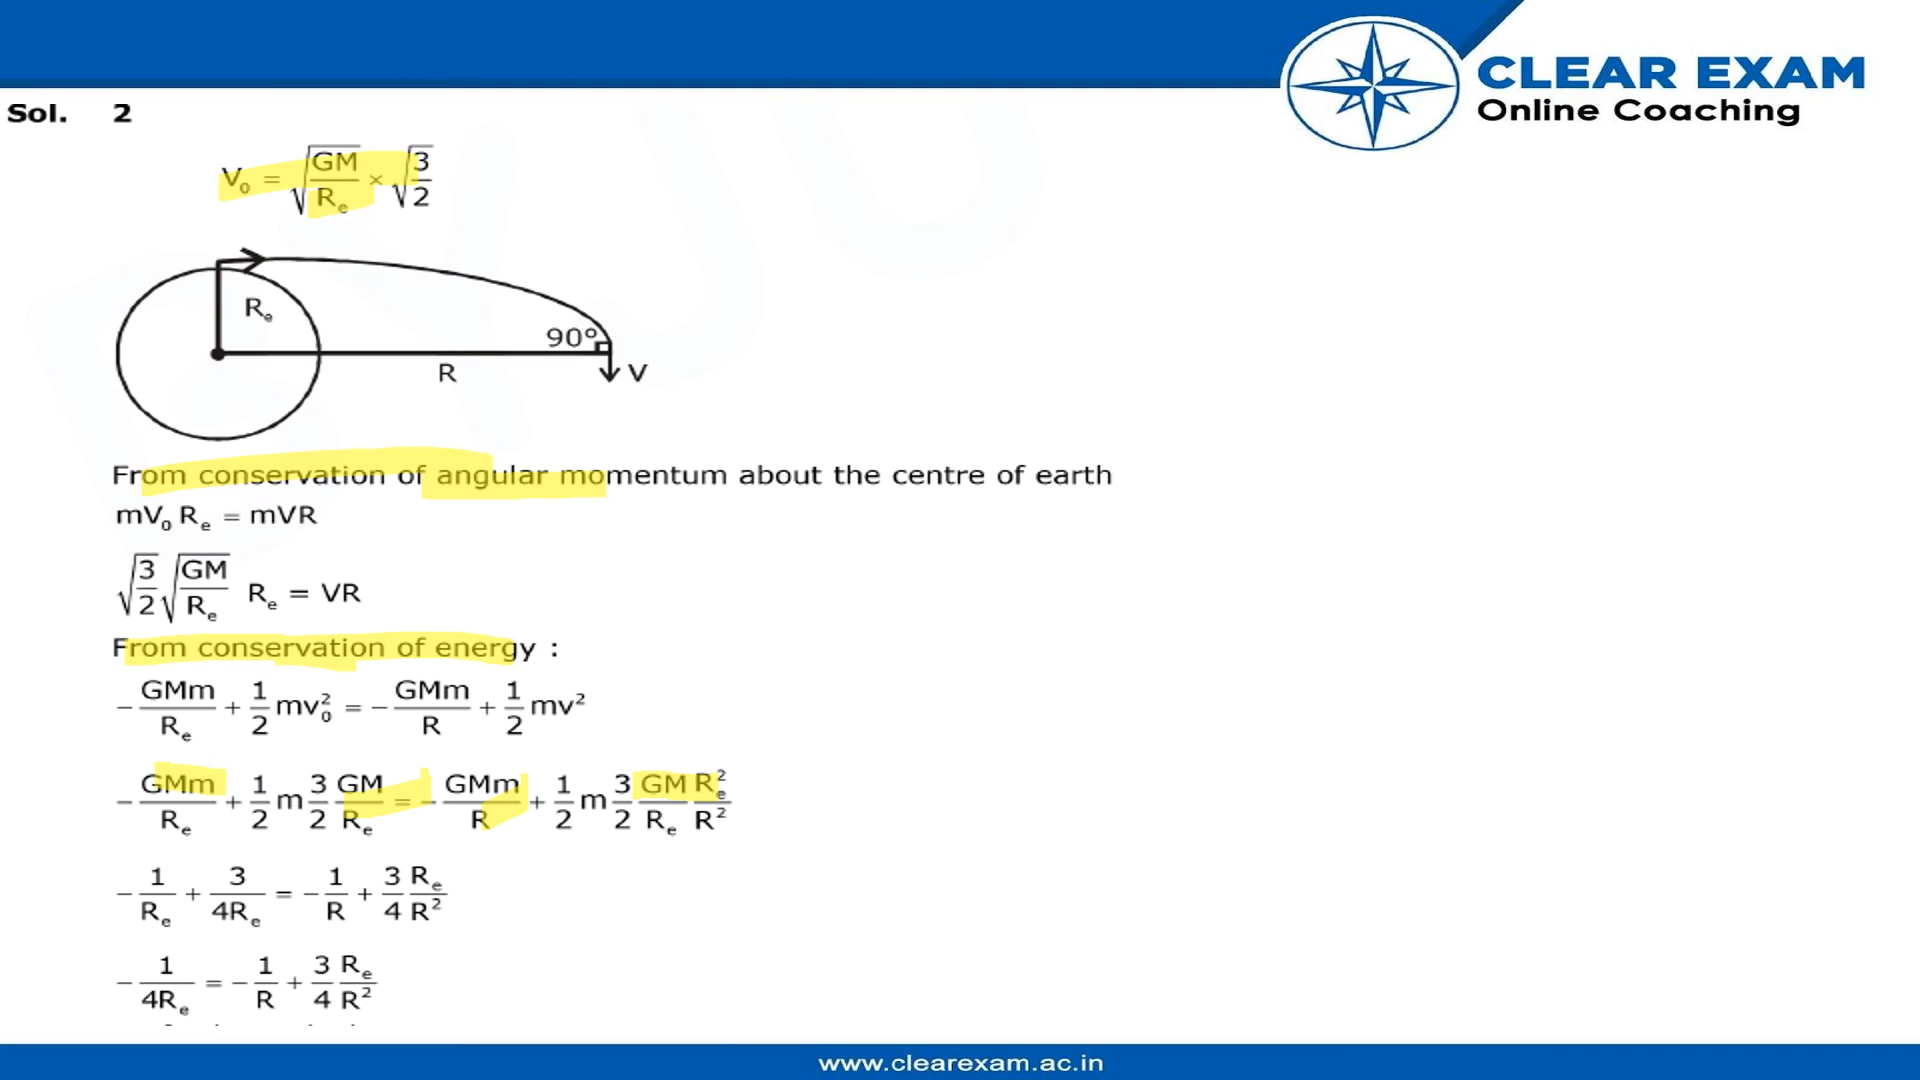 CLEAR EXAM
Online Coaching
Sol. 2
V₀ = √(GM/Rₑ) × √(3/2)
Rₑ
90°
R
V
From conservation of angular momentum about the centre of earth
mV₀ Rₑ = mVR
√(3/2) √(GM/Rₑ) Rₑ = VR
From conservation of energy :
−GMm/Rₑ + 1/2 mv₀² = −GMm/R + 1/2 mv²
−GMm/Rₑ + 1/2 m 3/2 GM/Rₑ = −GMm/R + 1/2 m 3/2 GM/Rₑ Rₑ²/R²
−1/Rₑ + 3/4Rₑ = −1/R + 3/4 Rₑ/R²
−1/4Rₑ = −1/R + 3/4 Rₑ/R²
www.clearexam.ac.in